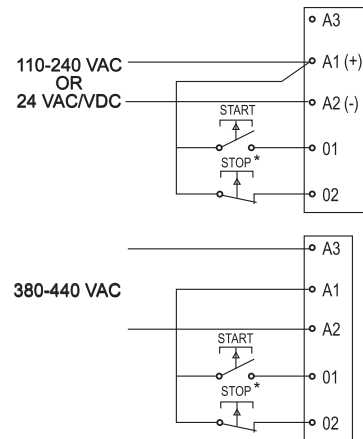 A3
110-240 VAC
A1 (+)
OR
24 VAC/VDC
A2 (-)
START
01
STOP *
02
A3
380-440 VAC
A1
A2
START
01
STOP *
02